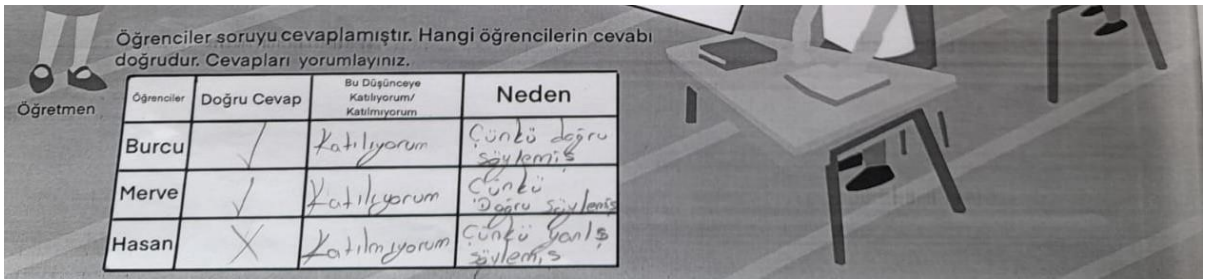 Öğrenciler soruyu cevaplamıştır. Hangi öğrencilerin cevabı
doğrudur. Cevapları yorumlayınız.
Öğretmen
Öğrenciler Doğru Cevap Bu Düşünceye Katılıyorum/ Katılmıyorum Neden
Burcu ✓ Katılıyorum Çünkü doğru söylemiş
Merve ✓ Katılıyorum Çünkü Doğru söylemiş
Hasan X Katılmıyorum Çünkü yanlş söylemiş